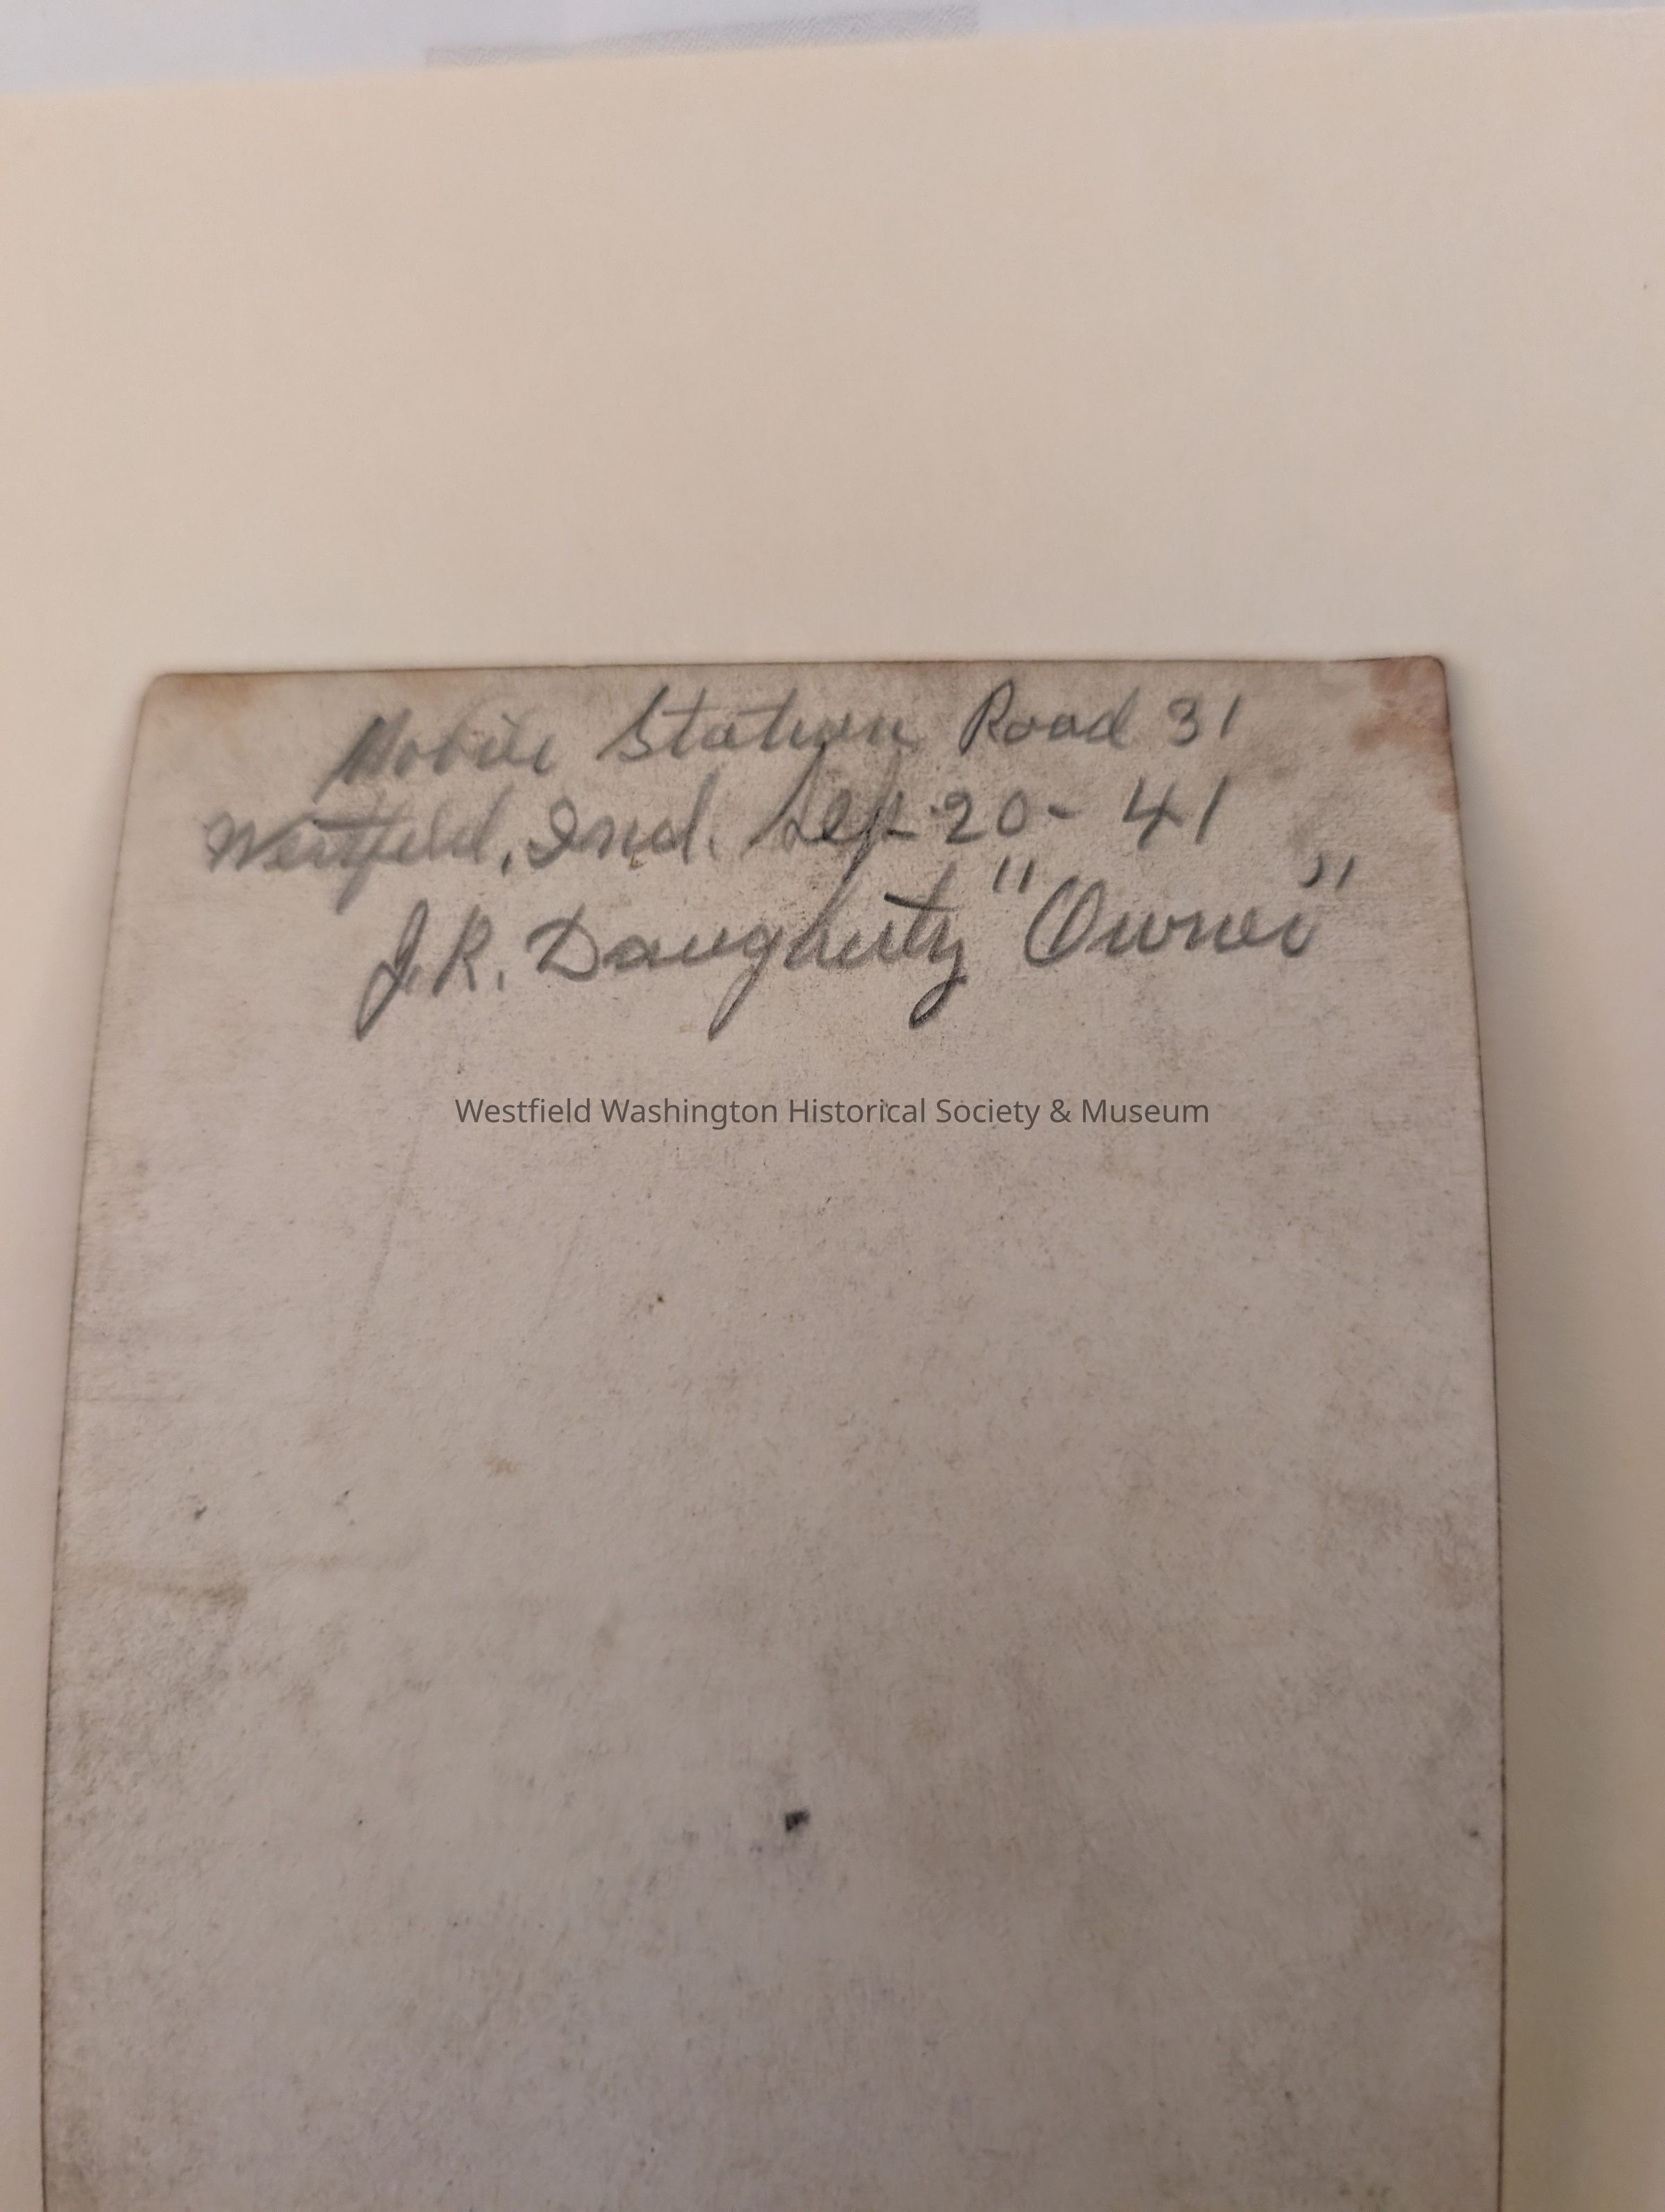 Mobile Station Road 31
Westfield, Ind. Sep. 20 - 41
J.R. Daugherty "Owner"
Westfield Washington Historical Society & Museum